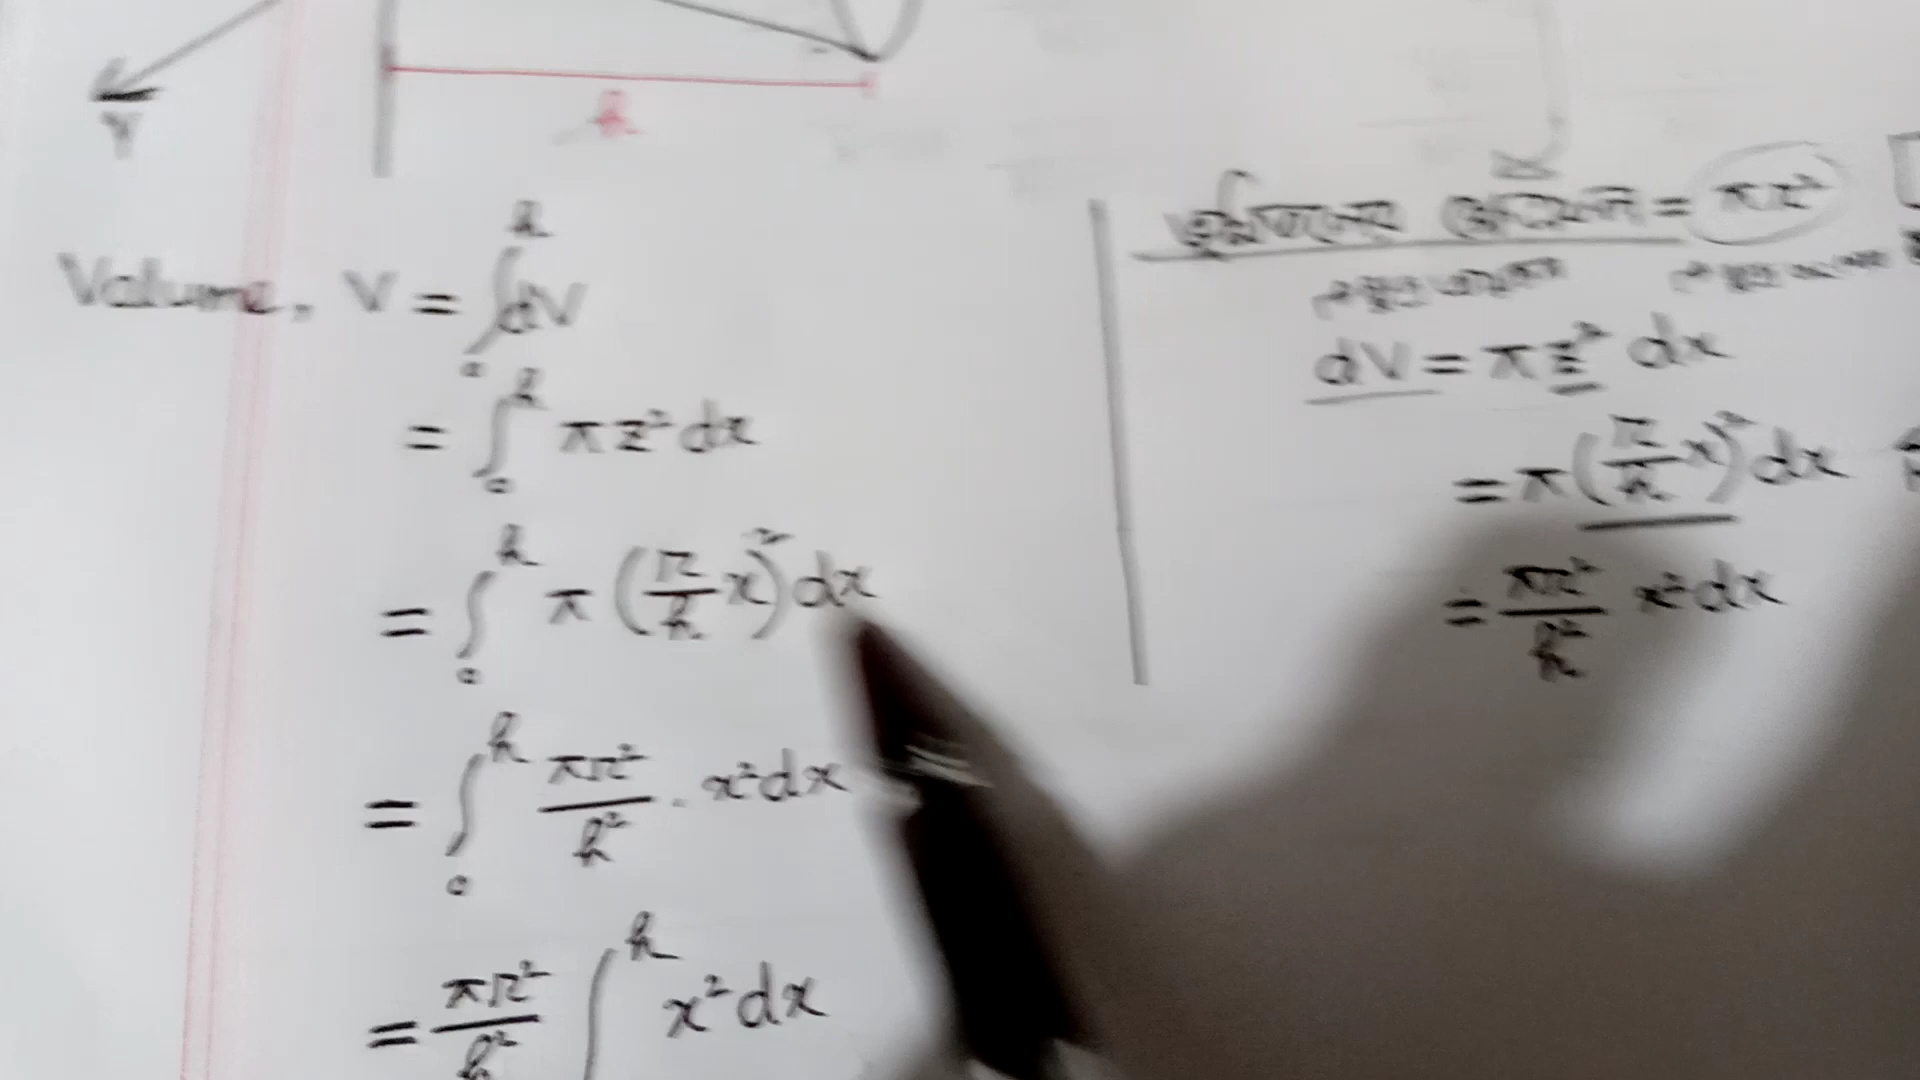 Y
h
Volume, V = ∫₀ʰ dV
= ∫₀ʰ πz² dx
= ∫₀ʰ π (r/h x)² dx
= ∫₀ʰ πr²/h² . x² dx
= πr²/h² ∫ʰ x² dx
= πr²
dV = πz² dx
= π (r/h x)² dx
= πr²/h² x² dx